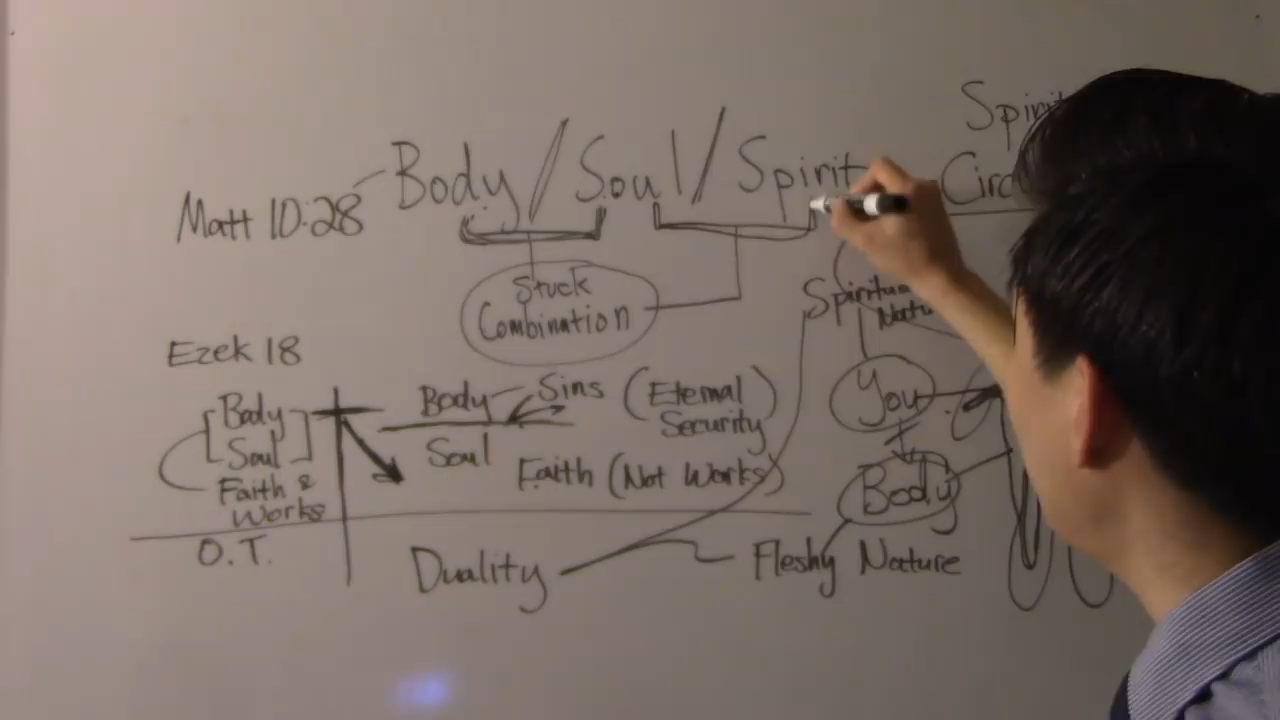 Spirit
Matt 10:28 Body / Soul / Spirit
Stuck
Combination
Spiritual
Ezek 18
Body Body Sins (Eternal
Soul Soul Security)
You
Faith & Faith (Not Works)
Works
Body
O.T.
Duality Fleshy Nature